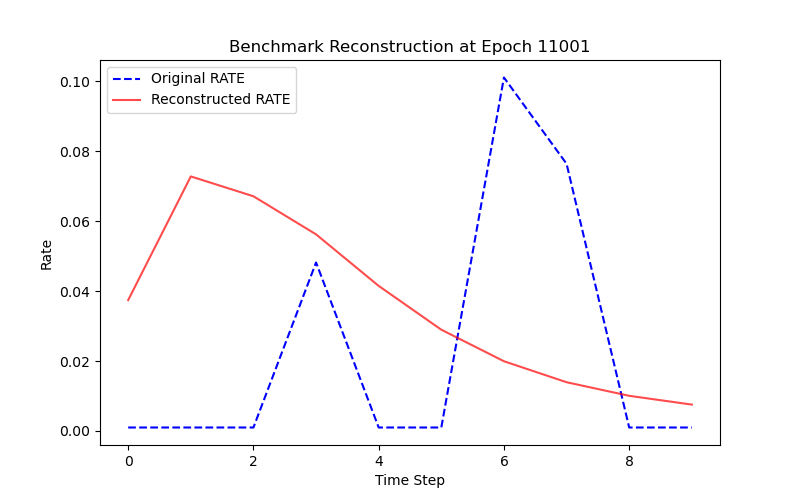 Benchmark Reconstruction at Epoch 11001
Original RATE
Reconstructed RATE
0.10
0.08
0.06
0.04
0.02
0.00
Rate
0 2 4 6 8
Time Step